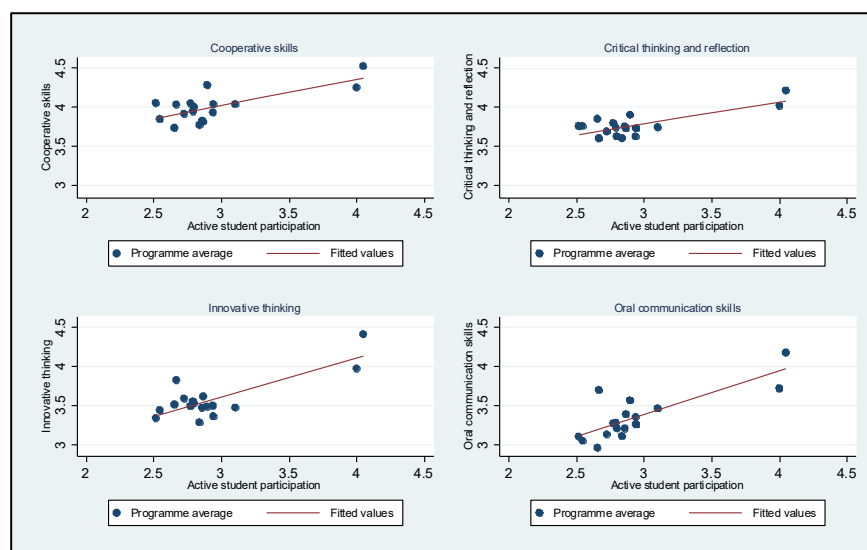 Cooperative skills
Cooperative skills
3 3.5 4 4.5
2 2.5 3 3.5 4 4.5
Active student participation
Programme average Fitted values
Critical thinking and reflection
Critical thinking and reflection
3 3.5 4 4.5
2 2.5 3 3.5 4 4.5
Active student participation
Programme average Fitted values
Innovative thinking
Innovative thinking
3 3.5 4 4.5
2 2.5 3 3.5 4 4.5
Active student participation
Programme average Fitted values
Oral communication skills
Oral communication skills
3 3.5 4 4.5
2 2.5 3 3.5 4 4.5
Active student participation
Programme average Fitted values